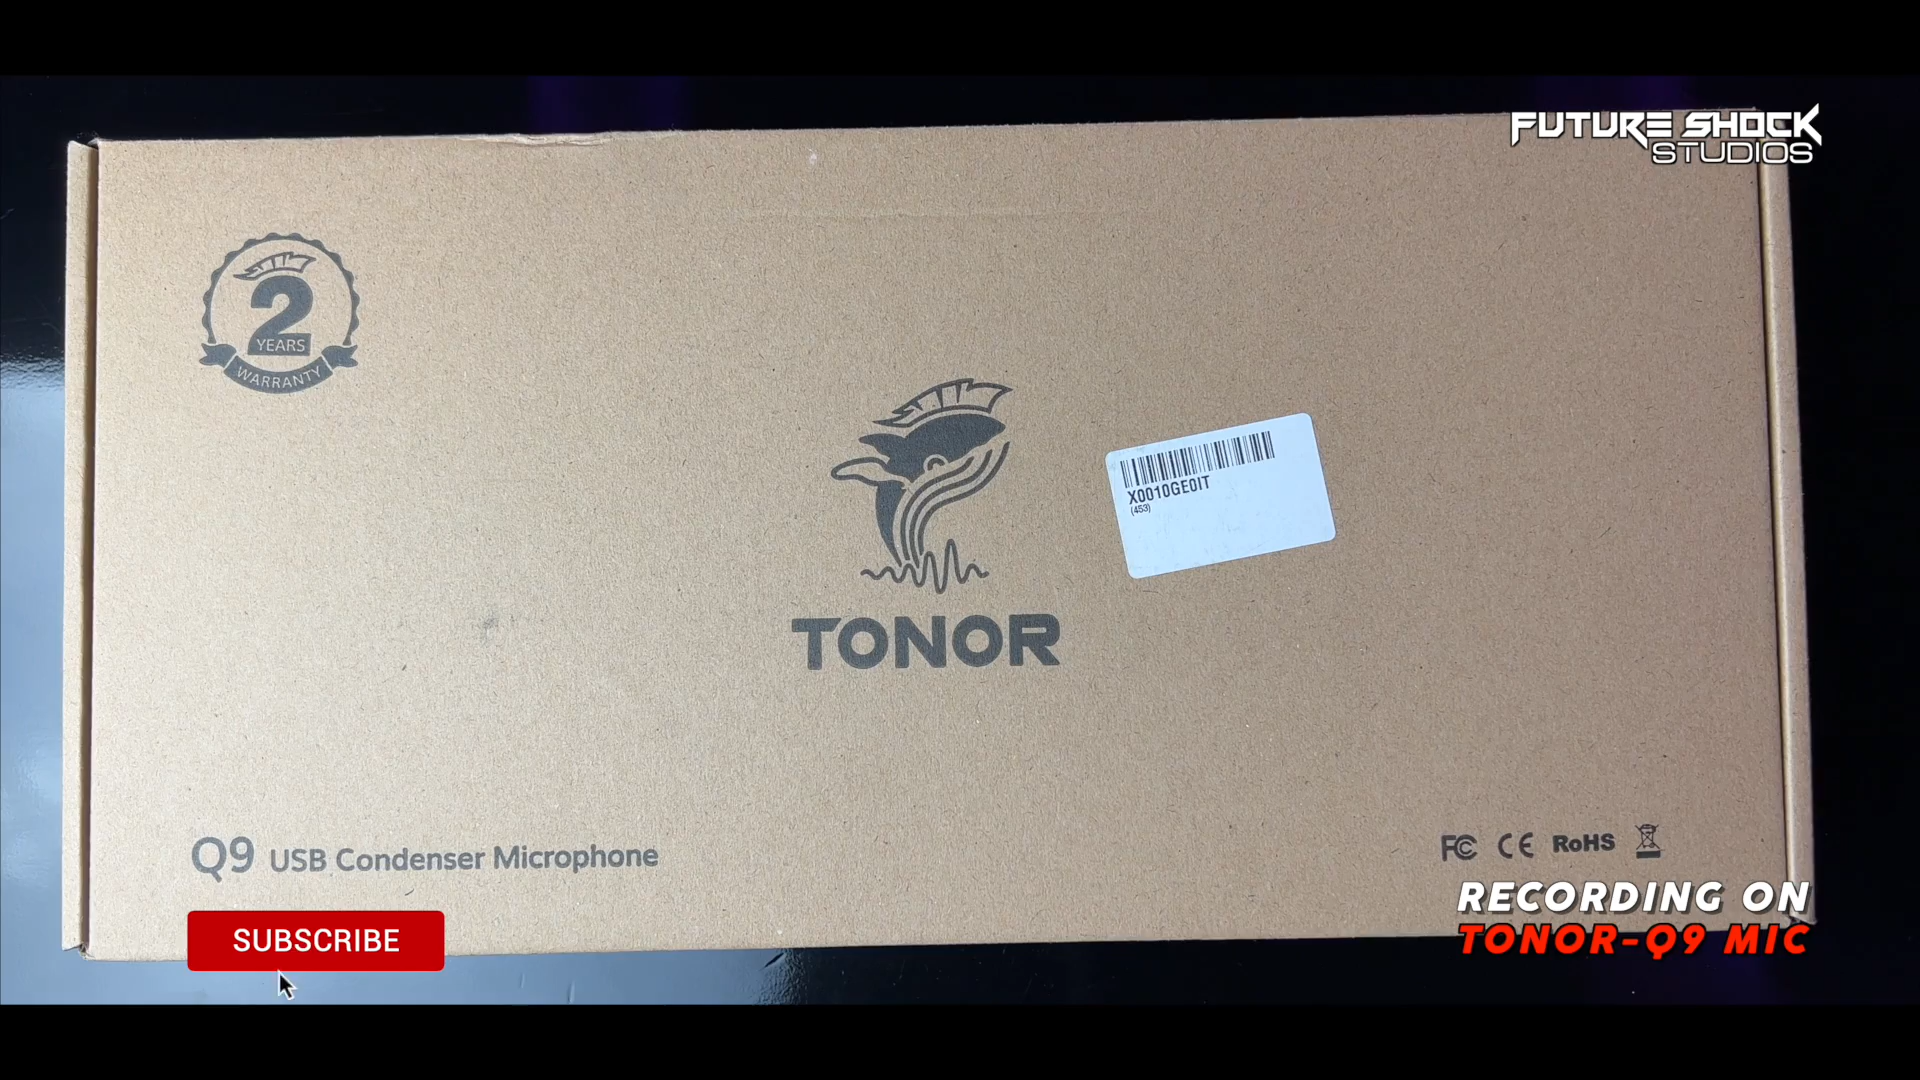 FUTURE SHOCK
STUDIOS
2
YEARS
WARRANTY
X0010GE0IT
(453)
TONOR
Q9 USB Condenser Microphone
FC CE RoHS
RECORDING ON
TONOR-Q9 MIC
SUBSCRIBE